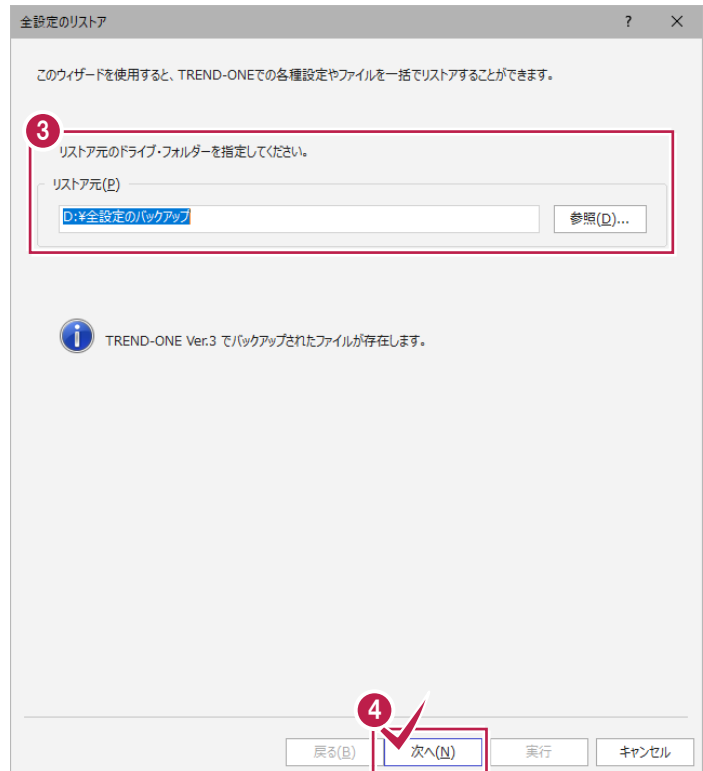 全設定のリストア ? ×
このウィザードを使用すると、TREND-ONEでの各種設定やファイルを一括でリストアすることができます。
3
リストア元のドライブ・フォルダーを指定してください。
リストア元(P)
D:¥全設定のバックアップ 参照(D)...
TREND-ONE Ver.3 でバックアップされたファイルが存在します。
4
戻る(B) 次へ(N) 実行 キャンセル